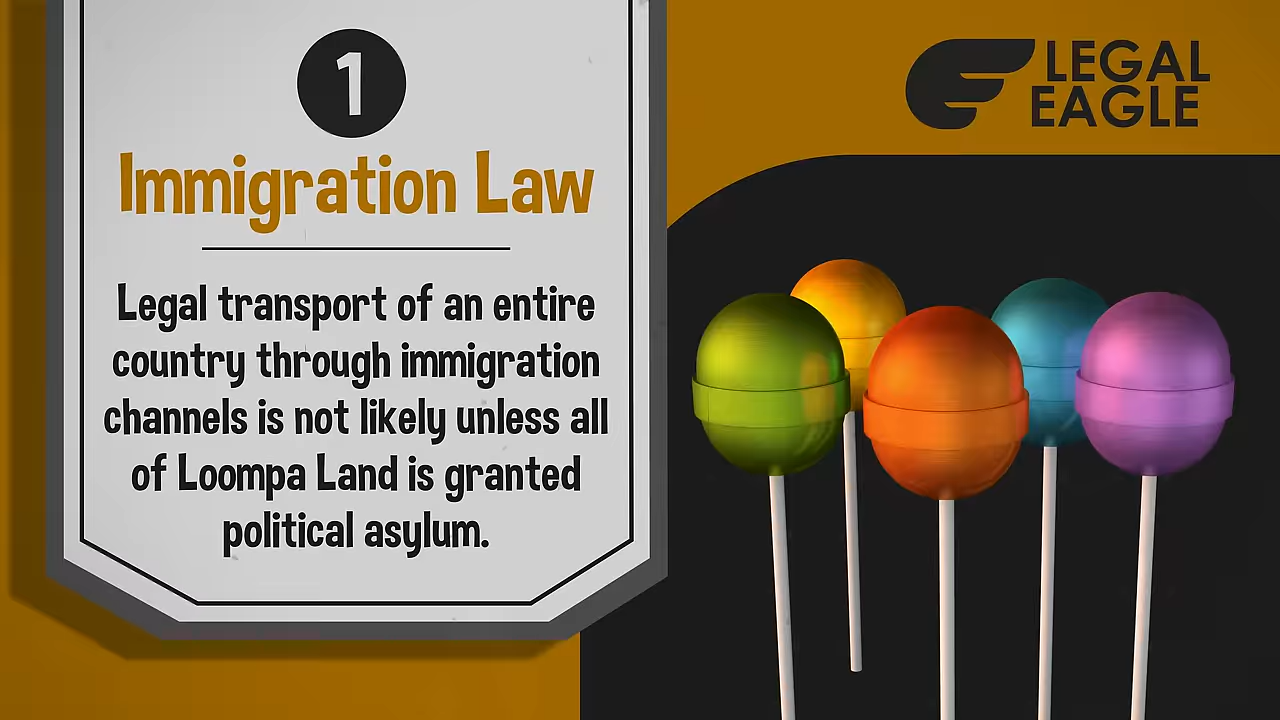 1
Immigration Law
Legal transport of an entire
country through immigration
channels is not likely unless all
of Loompa Land is granted
political asylum.
LEGAL
EAGLE